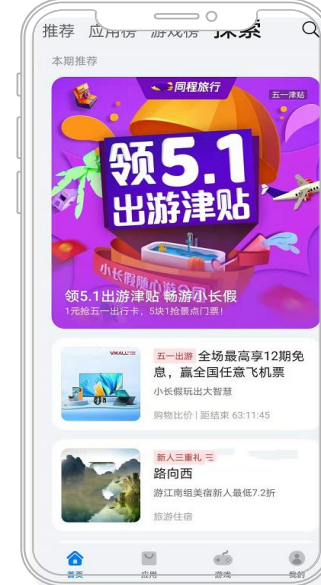 推荐 应用榜 游戏榜 探索
本期推荐
同程旅行
五一津贴
领5.1
出游津贴
小长假随心游
领5.1出游津贴 畅游小长假
1元抢五一出行卡，5块1抢景点门票！
五一出游 全场最高享12期免
息，赢全国任意飞机票
小长假玩出大智慧
购物比价 | 距结束 63:11:45
新人三重礼
路向西
游江南组美宿新人最低7.2折
旅游住宿
首页 应用 游戏 我的